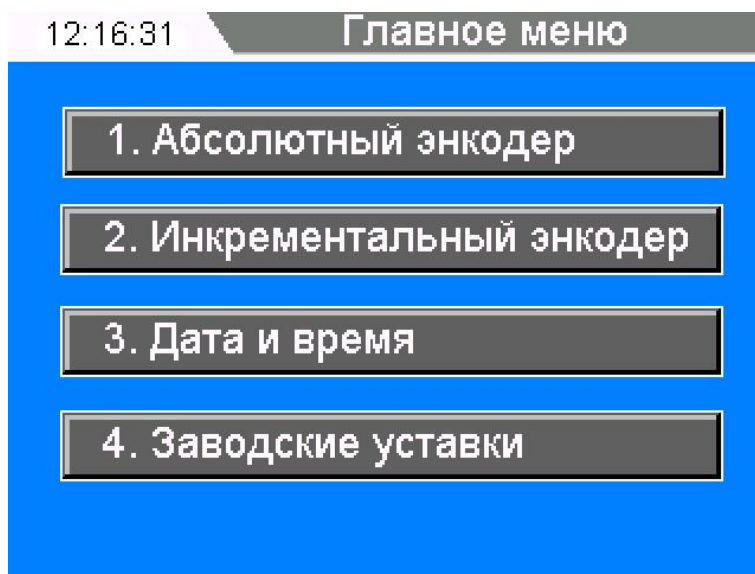 12:16:31
Главное меню
1. Абсолютный энкодер
2. Инкрементальный энкодер
3. Дата и время
4. Заводские уставки